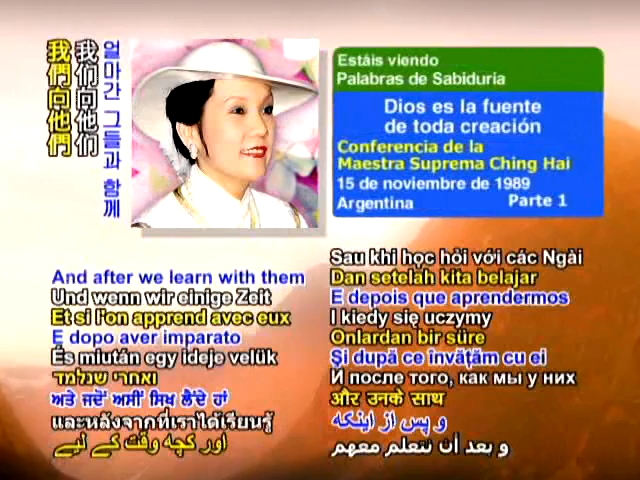 我們向他們
我们向他们
얼마간 그들과 함께
Estáis viendo
Palabras de Sabiduria
Dios es la fuente
de toda creación
Conferencia de la
Maestra Suprema Ching Hai
15 de noviembre de 1989
Argentina
Parte 1
And after we learn with them
Und wenn wir einige Zeit
Et si l'on apprend avec eux
E dopo aver imparato
És miután egy ideje velük
ואחרי שנלמד
ਅਤੇ ਜਦੋਂ ਅਸੀਂ ਸਿਖ ਲੈਂਦੇ ਹਾਂ
และหลังจากที่เราได้เรียนรู้
اور کچھ وقت کے لیے
Sau khi học hỏi với các Ngài
Dan setelah kita belajar
E depois que aprendermos
I kiedy się uczymy
Onlardan bir süre
Şi după ce învăţăm cu ei
И после того, как мы у них
और उनके साथ
و پس از اینکه
و بعد أن نتعلم معهم